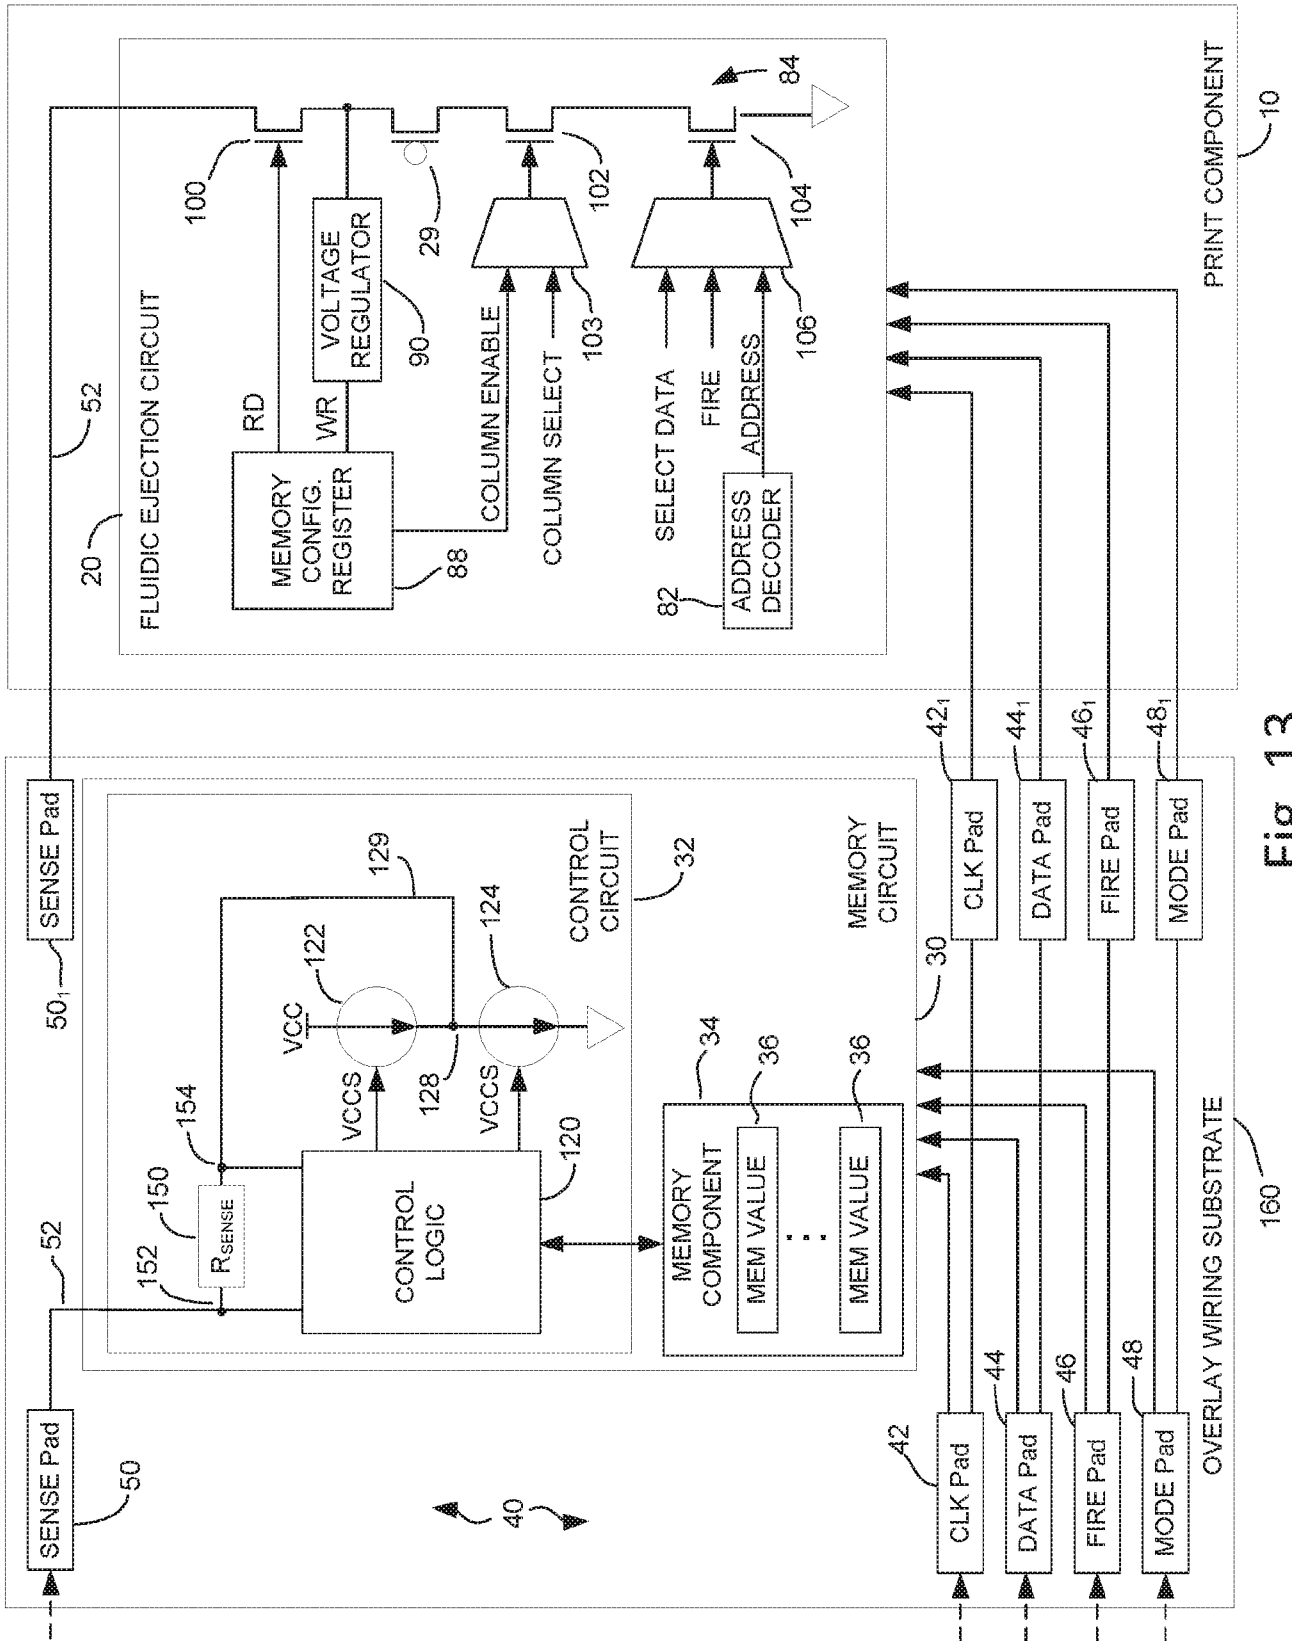 SENSE Pad
50
52
152
RSENSE
150
154
SENSE Pad
501
52
CONTROL
LOGIC
120
VCCS
VCCS
VCC
122
124
128
129
CONTROL
CIRCUIT
32
MEMORY
COMPONENT
34
MEM VALUE
36
. . .
MEM VALUE
36
MEMORY
CIRCUIT
30
40
CLK Pad
42
DATA Pad
44
FIRE Pad
46
MODE Pad
48
CLK Pad
421
DATA Pad
441
FIRE Pad
461
MODE Pad
481
OVERLAY WIRING SUBSTRATE
160
20
FLUIDIC EJECTION CIRCUIT
MEMORY
CONFIG.
REGISTER
88
RD
WR
VOLTAGE
REGULATOR
90
100
29
COLUMN ENABLE
COLUMN SELECT
103
102
SELECT DATA
FIRE
ADDRESS
ADDRESS
DECODER
82
106
104
84
PRINT COMPONENT
10
Fig. 13